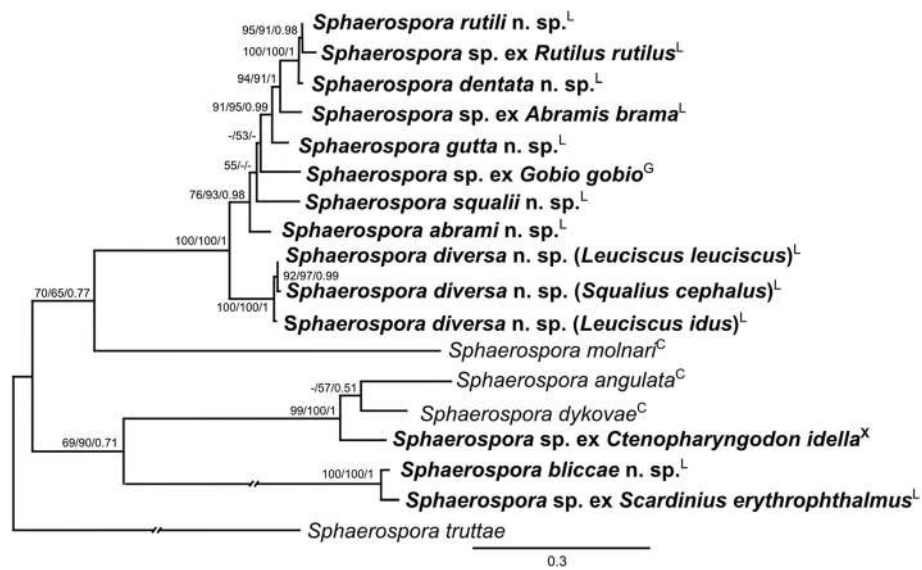 95/91/0.98
Sphaerospora rutili n. sp.L
100/100/1
Sphaerospora sp. ex Rutilus rutilusL
94/91/1
Sphaerospora dentata n. sp.L
91/95/0.99
Sphaerospora sp. ex Abramis bramaL
-/53/-
Sphaerospora gutta n. sp.L
55/-/-
Sphaerospora sp. ex Gobio gobioG
76/93/0.98
Sphaerospora squalii n. sp.L
Sphaerospora abrami n. sp.L
100/100/1
Sphaerospora diversa n. sp. (Leuciscus leuciscus)L
92/97/0.99
Sphaerospora diversa n. sp. (Squalius cephalus)L
100/100/1
Sphaerospora diversa n. sp. (Leuciscus idus)L
70/65/0.77
Sphaerospora molnariC
-/57/0.51
Sphaerospora angulataC
99/100/1
Sphaerospora dykovaeC
69/90/0.71
Sphaerospora sp. ex Ctenopharyngodon idellaX
100/100/1
Sphaerospora bliccae n. sp.L
Sphaerospora sp. ex Scardinius erythrophthalmusL
Sphaerospora truttae
0.3